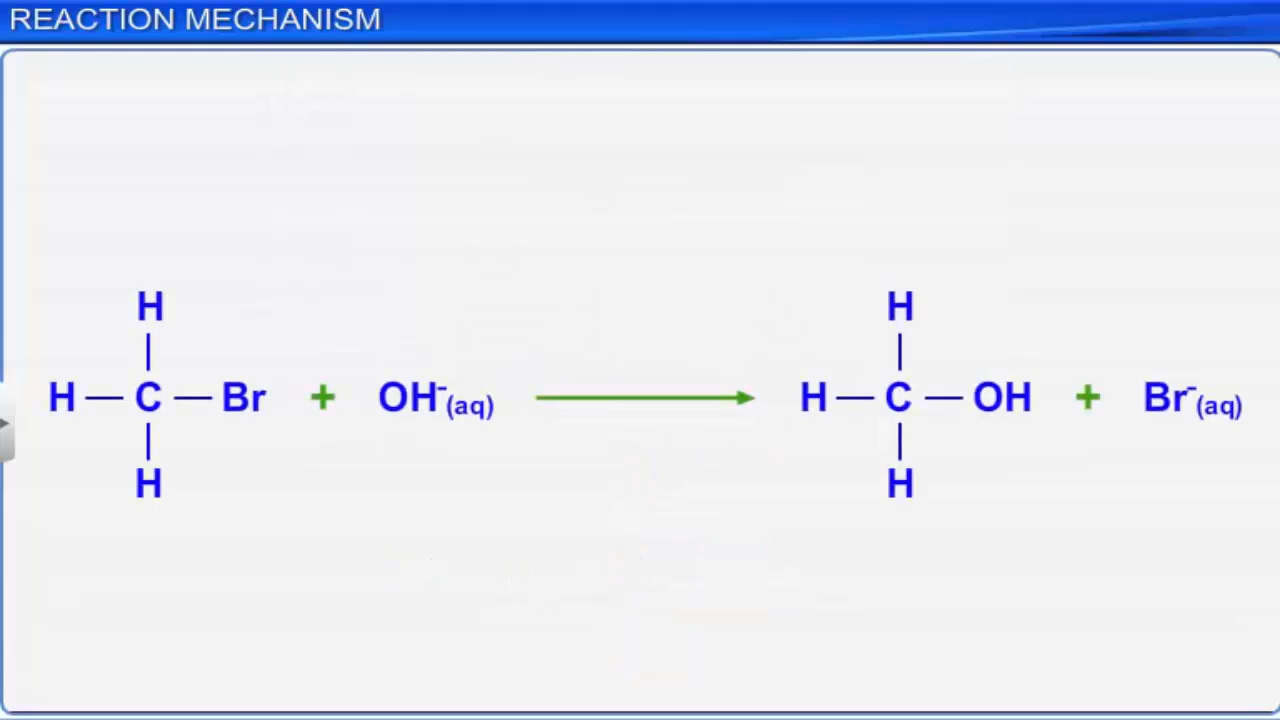 REACTION MECHANISM
H H
H — C — Br + OH⁻(aq) ⟶ H — C — OH + Br⁻(aq)
H H